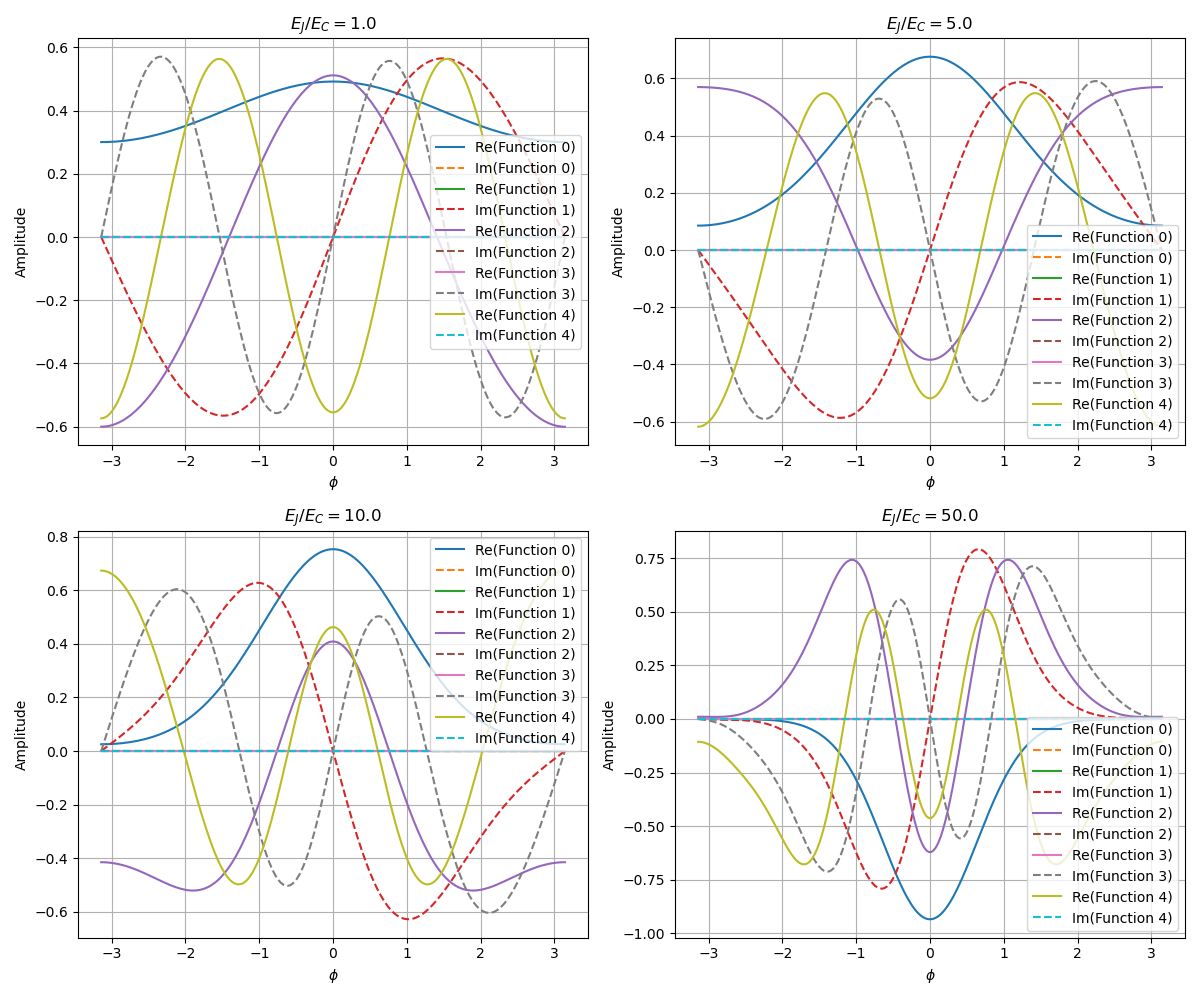 E_J/E_C = 1.0
0.6
0.4
0.2
0.0
−0.2
−0.4
−0.6
Amplitude
−3 −2 −1 0 1 2 3
ϕ
Re(Function 0)
Im(Function 0)
Re(Function 1)
Im(Function 1)
Re(Function 2)
Im(Function 2)
Re(Function 3)
Im(Function 3)
Re(Function 4)
Im(Function 4)
E_J/E_C = 5.0
0.6
0.4
0.2
0.0
−0.2
−0.4
−0.6
Amplitude
−3 −2 −1 0 1 2 3
ϕ
Re(Function 0)
Im(Function 0)
Re(Function 1)
Im(Function 1)
Re(Function 2)
Im(Function 2)
Re(Function 3)
Im(Function 3)
Re(Function 4)
Im(Function 4)
E_J/E_C = 10.0
0.8
0.6
0.4
0.2
0.0
−0.2
−0.4
−0.6
Amplitude
−3 −2 −1 0 1 2 3
ϕ
Re(Function 0)
Im(Function 0)
Re(Function 1)
Im(Function 1)
Re(Function 2)
Im(Function 2)
Re(Function 3)
Im(Function 3)
Re(Function 4)
Im(Function 4)
E_J/E_C = 50.0
0.75
0.50
0.25
0.00
−0.25
−0.50
−0.75
−1.00
Amplitude
−3 −2 −1 0 1 2 3
ϕ
Re(Function 0)
Im(Function 0)
Re(Function 1)
Im(Function 1)
Re(Function 2)
Im(Function 2)
Re(Function 3)
Im(Function 3)
Re(Function 4)
Im(Function 4)